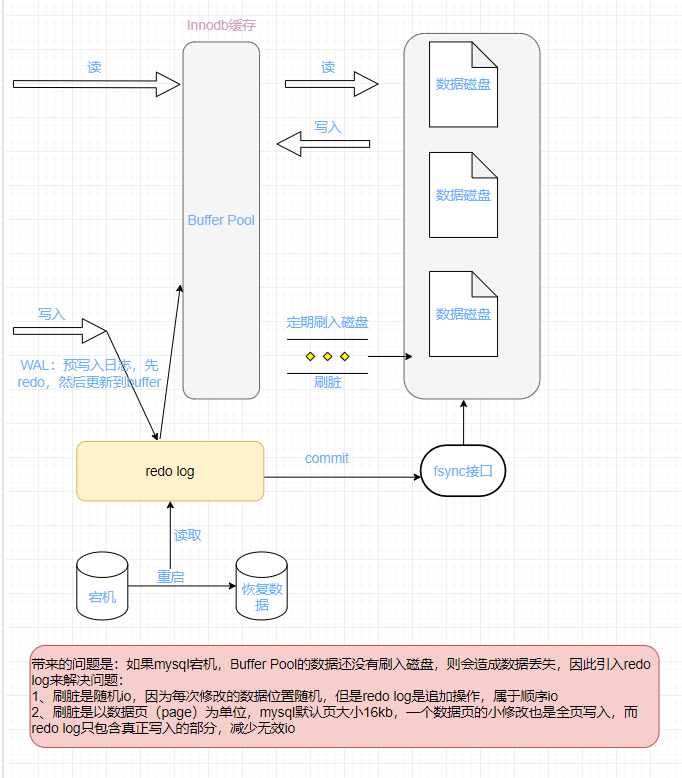 Innodb缓存
读
读
数据磁盘
写入
数据磁盘
Buffer Pool
写入
定期刷入磁盘
数据磁盘
WAL：预写入日志，先
redo，然后更新到buffer
刷脏
redo log
commit
fsync接口
读取
重启
宕机
恢复数
据
带来的问题是：如果mysql宕机，Buffer Pool的数据还没有刷入磁盘，则会造成数据丢失，因此引入redo
log来解决问题：
1、刷脏是随机io，因为每次修改的数据位置随机，但是redo log是追加操作，属于顺序io
2、刷脏是以数据页（page）为单位，mysql默认页大小16kb，一个数据页的小修改也是全页写入，而
redo log只包含真正写入的部分，减少无效io